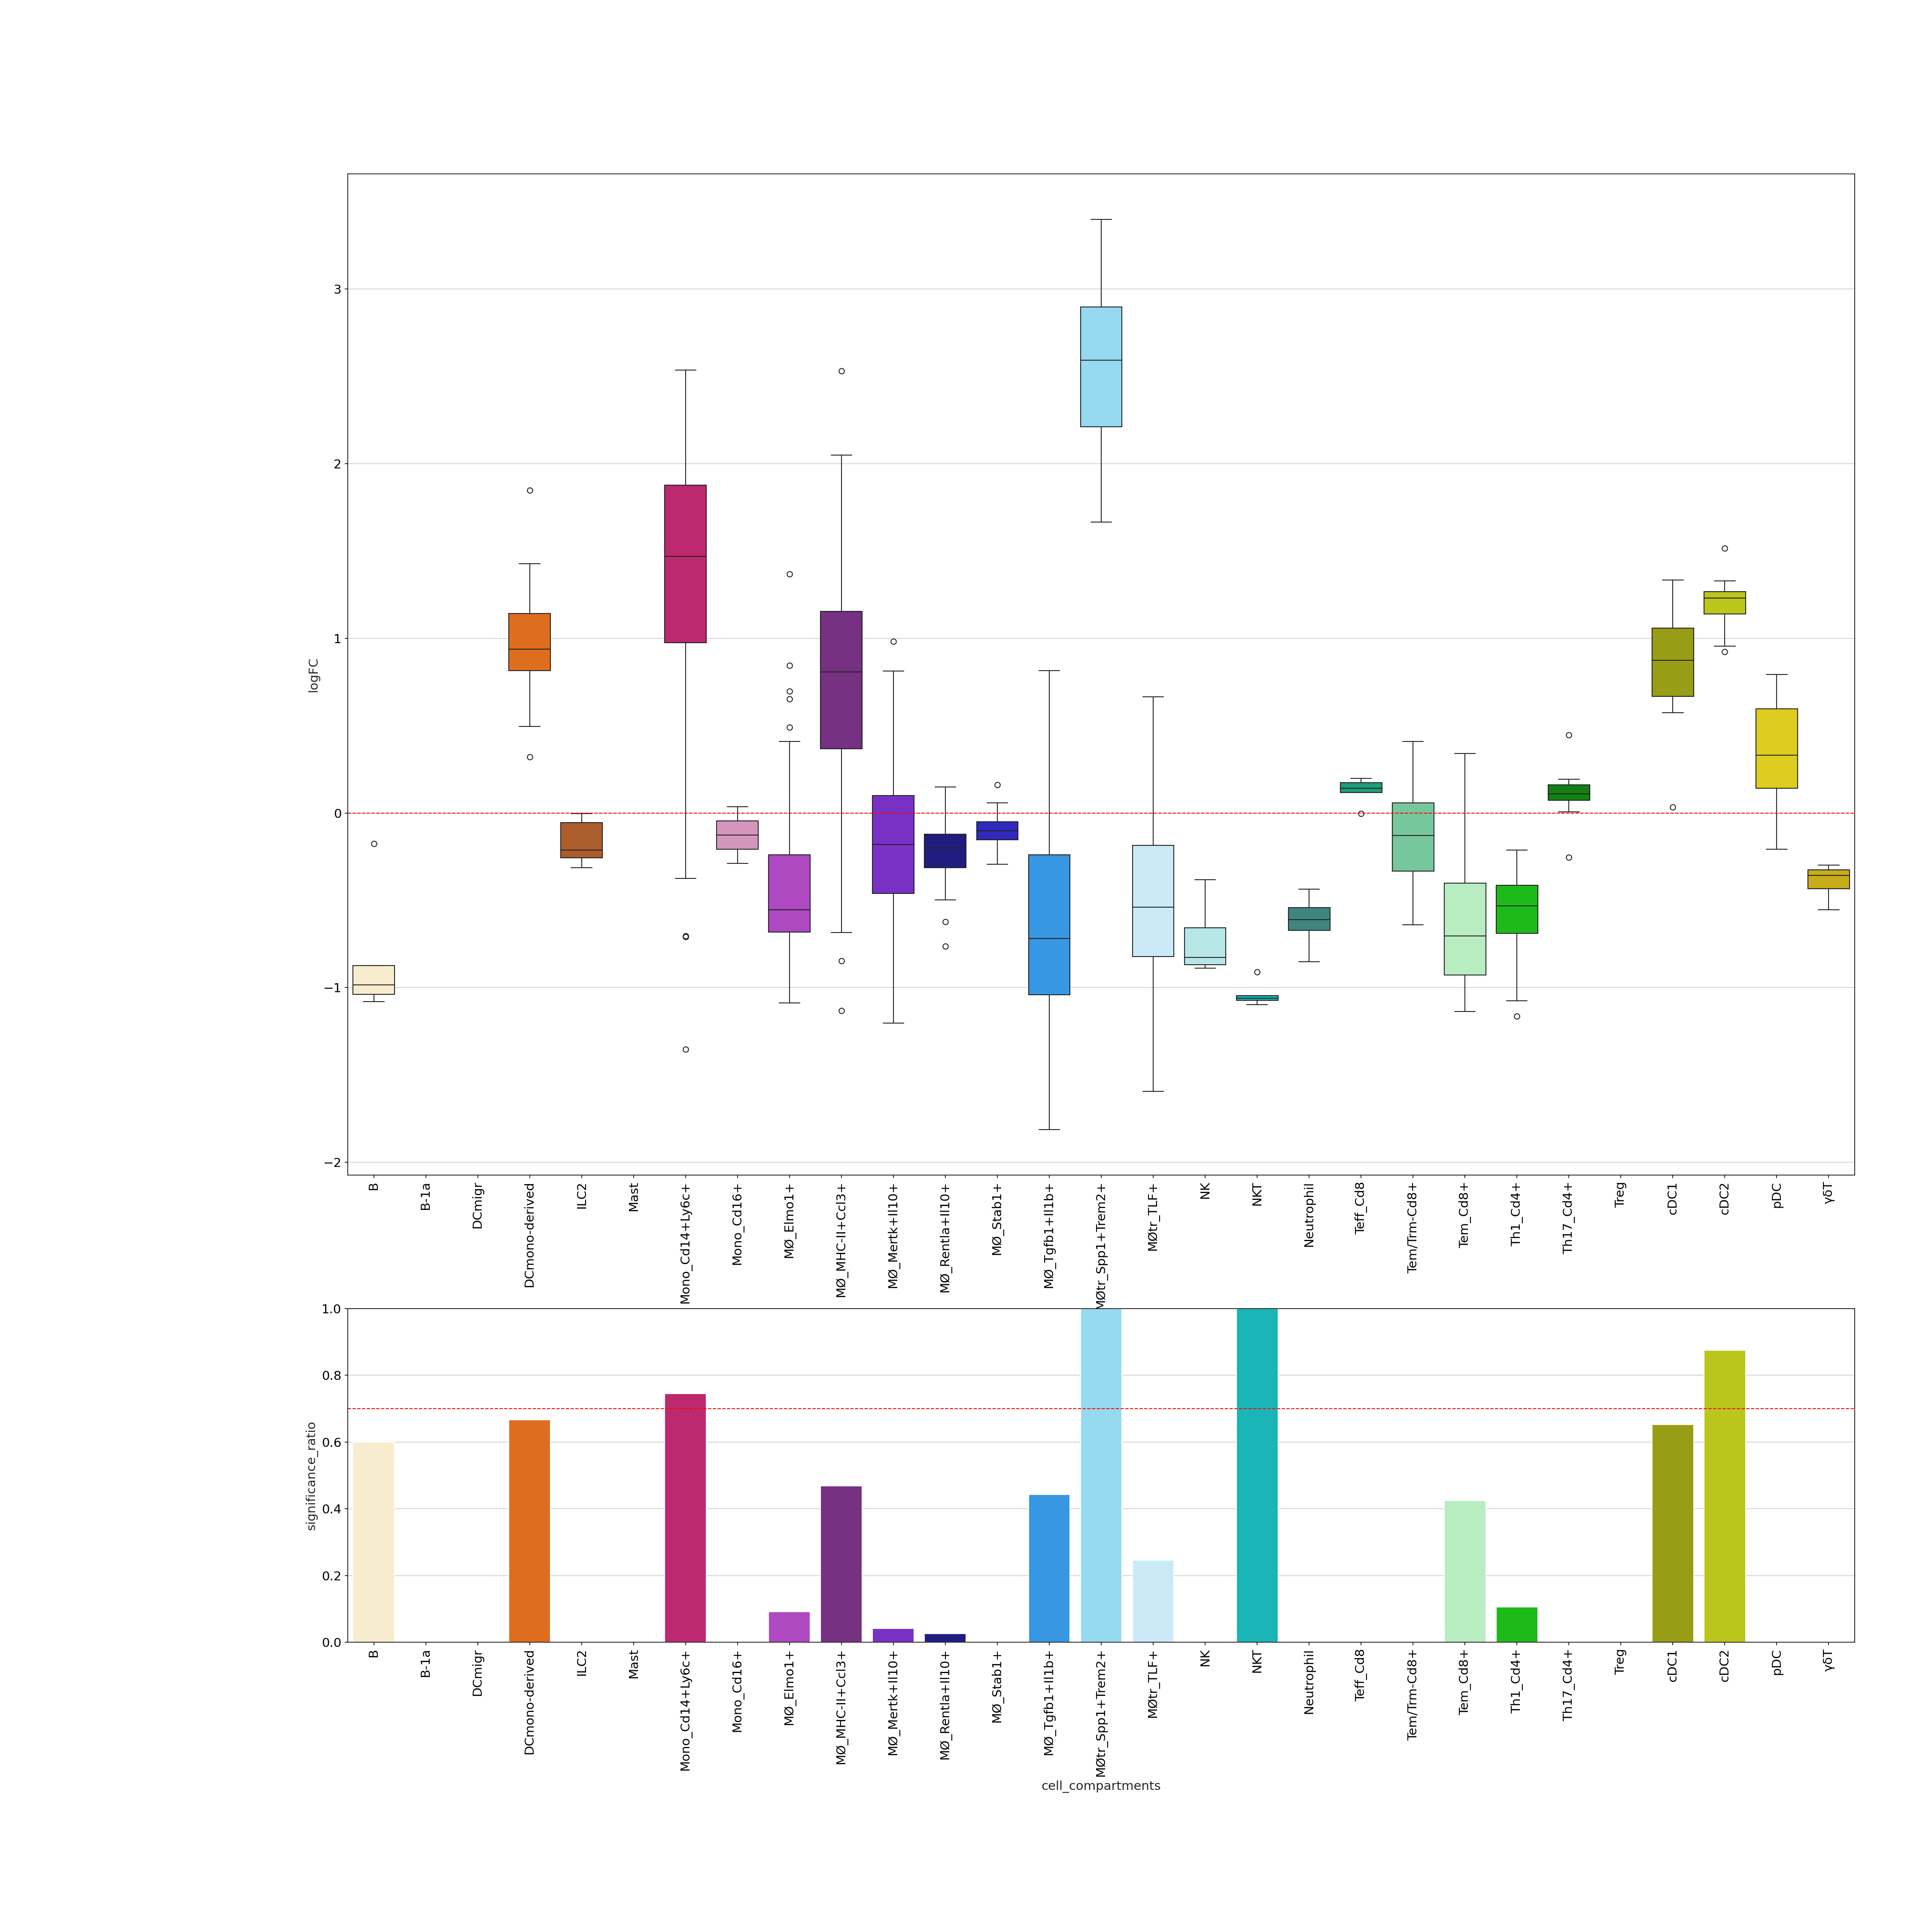 logFC
3
2
1
0
−1
−2
B
B-1a
DCmigr
DCmono-derived
ILC2
Mast
Mono_Cd14+Ly6c+
Mono_Cd16+
MØ_Elmo1+
MØ_MHC-II+Ccl3+
MØ_Mertk+Il10+
MØ_Rentla+Il10+
MØ_Stab1+
MØ_Tgfb1+Il1b+
MØtr_Spp1+Trem2+
MØtr_TLF+
NK
NKT
Neutrophil
Teff_Cd8
Tem/Trm-Cd8+
Tem_Cd8+
Th1_Cd4+
Th17_Cd4+
Treg
cDC1
cDC2
pDC
γδT
significance_ratio
1.0
0.8
0.6
0.4
0.2
0.0
B
B-1a
DCmigr
DCmono-derived
ILC2
Mast
Mono_Cd14+Ly6c+
Mono_Cd16+
MØ_Elmo1+
MØ_MHC-II+Ccl3+
MØ_Mertk+Il10+
MØ_Rentla+Il10+
MØ_Stab1+
MØ_Tgfb1+Il1b+
MØtr_Spp1+Trem2+
MØtr_TLF+
NK
NKT
Neutrophil
Teff_Cd8
Tem/Trm-Cd8+
Tem_Cd8+
Th1_Cd4+
Th17_Cd4+
Treg
cDC1
cDC2
pDC
γδT
cell_compartments